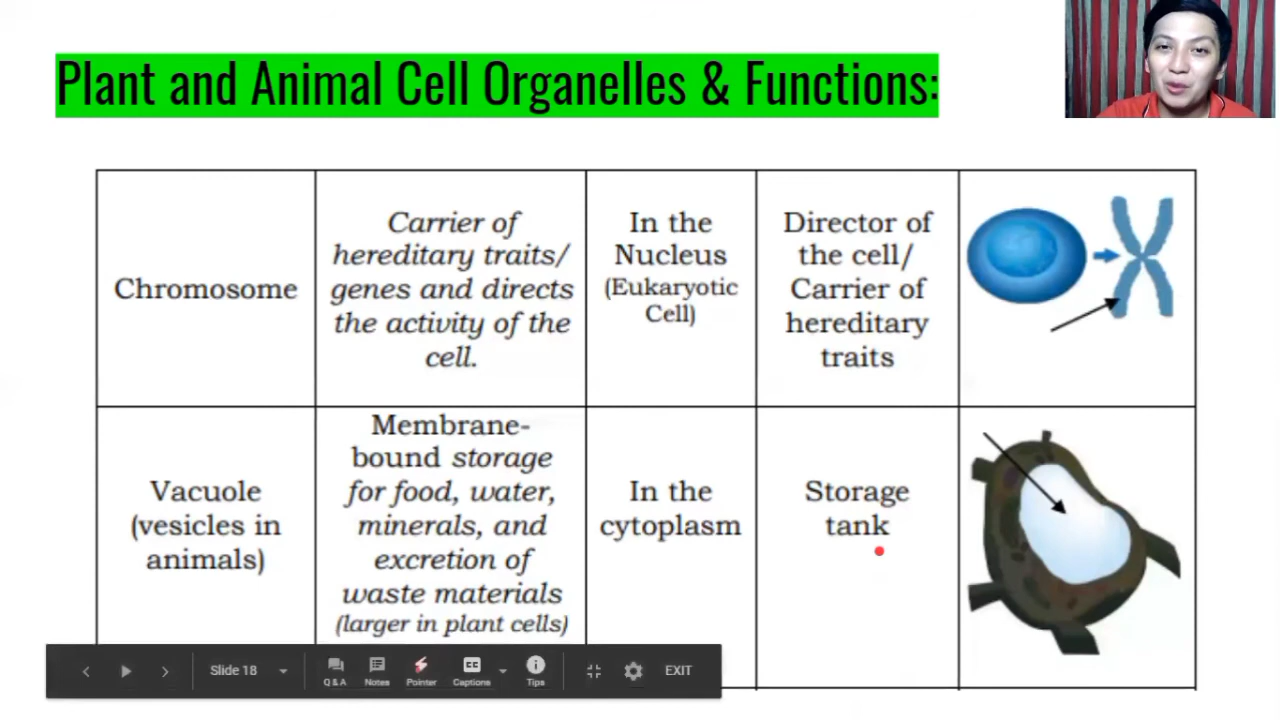 Plant and Animal Cell Organelles & Functions:
Chromosome
Carrier of
hereditary traits/
genes and directs
the activity of the
cell.
In the
Nucleus
(Eukaryotic
Cell)
Director of
the cell/
Carrier of
hereditary
traits
Vacuole
(vesicles in
animals)
Membrane-
bound storage
for food, water,
minerals, and
excretion of
waste materials
(larger in plant cells)
In the
cytoplasm
Storage
tank
Slide 18
Q & A
Notes
Pointer
CC
Captions
Tips
EXIT